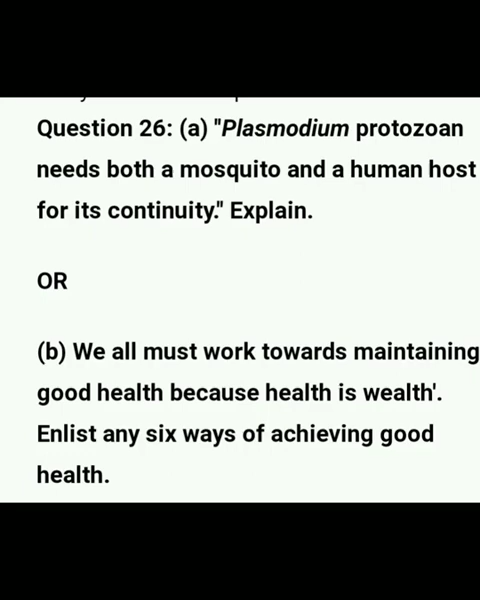 Question 26: (a) "Plasmodium protozoan
needs both a mosquito and a human host
for its continuity." Explain.
OR
(b) We all must work towards maintaining
good health because health is wealth'.
Enlist any six ways of achieving good
health.